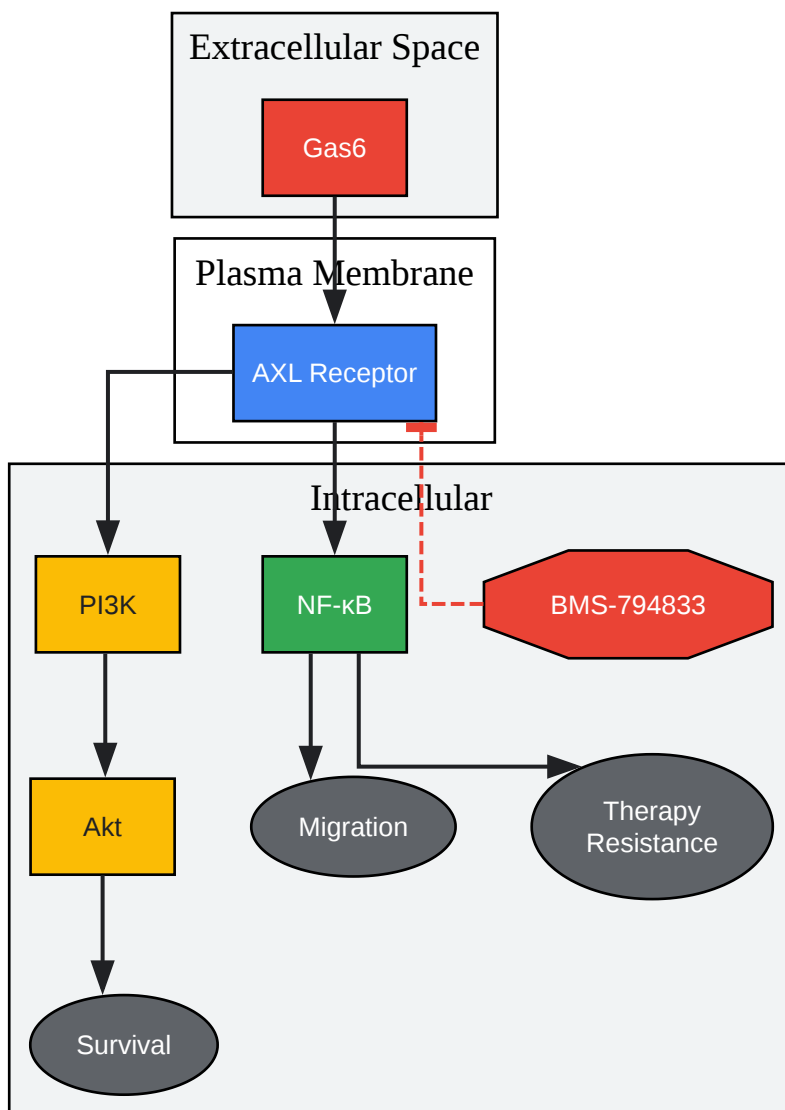 Extracellular Space
Gas6
Plasma Membrane
AXL Receptor
Intracellular
PI3K
NF-κB
BMS-794833
Akt
Migration
Therapy
Resistance
Survival